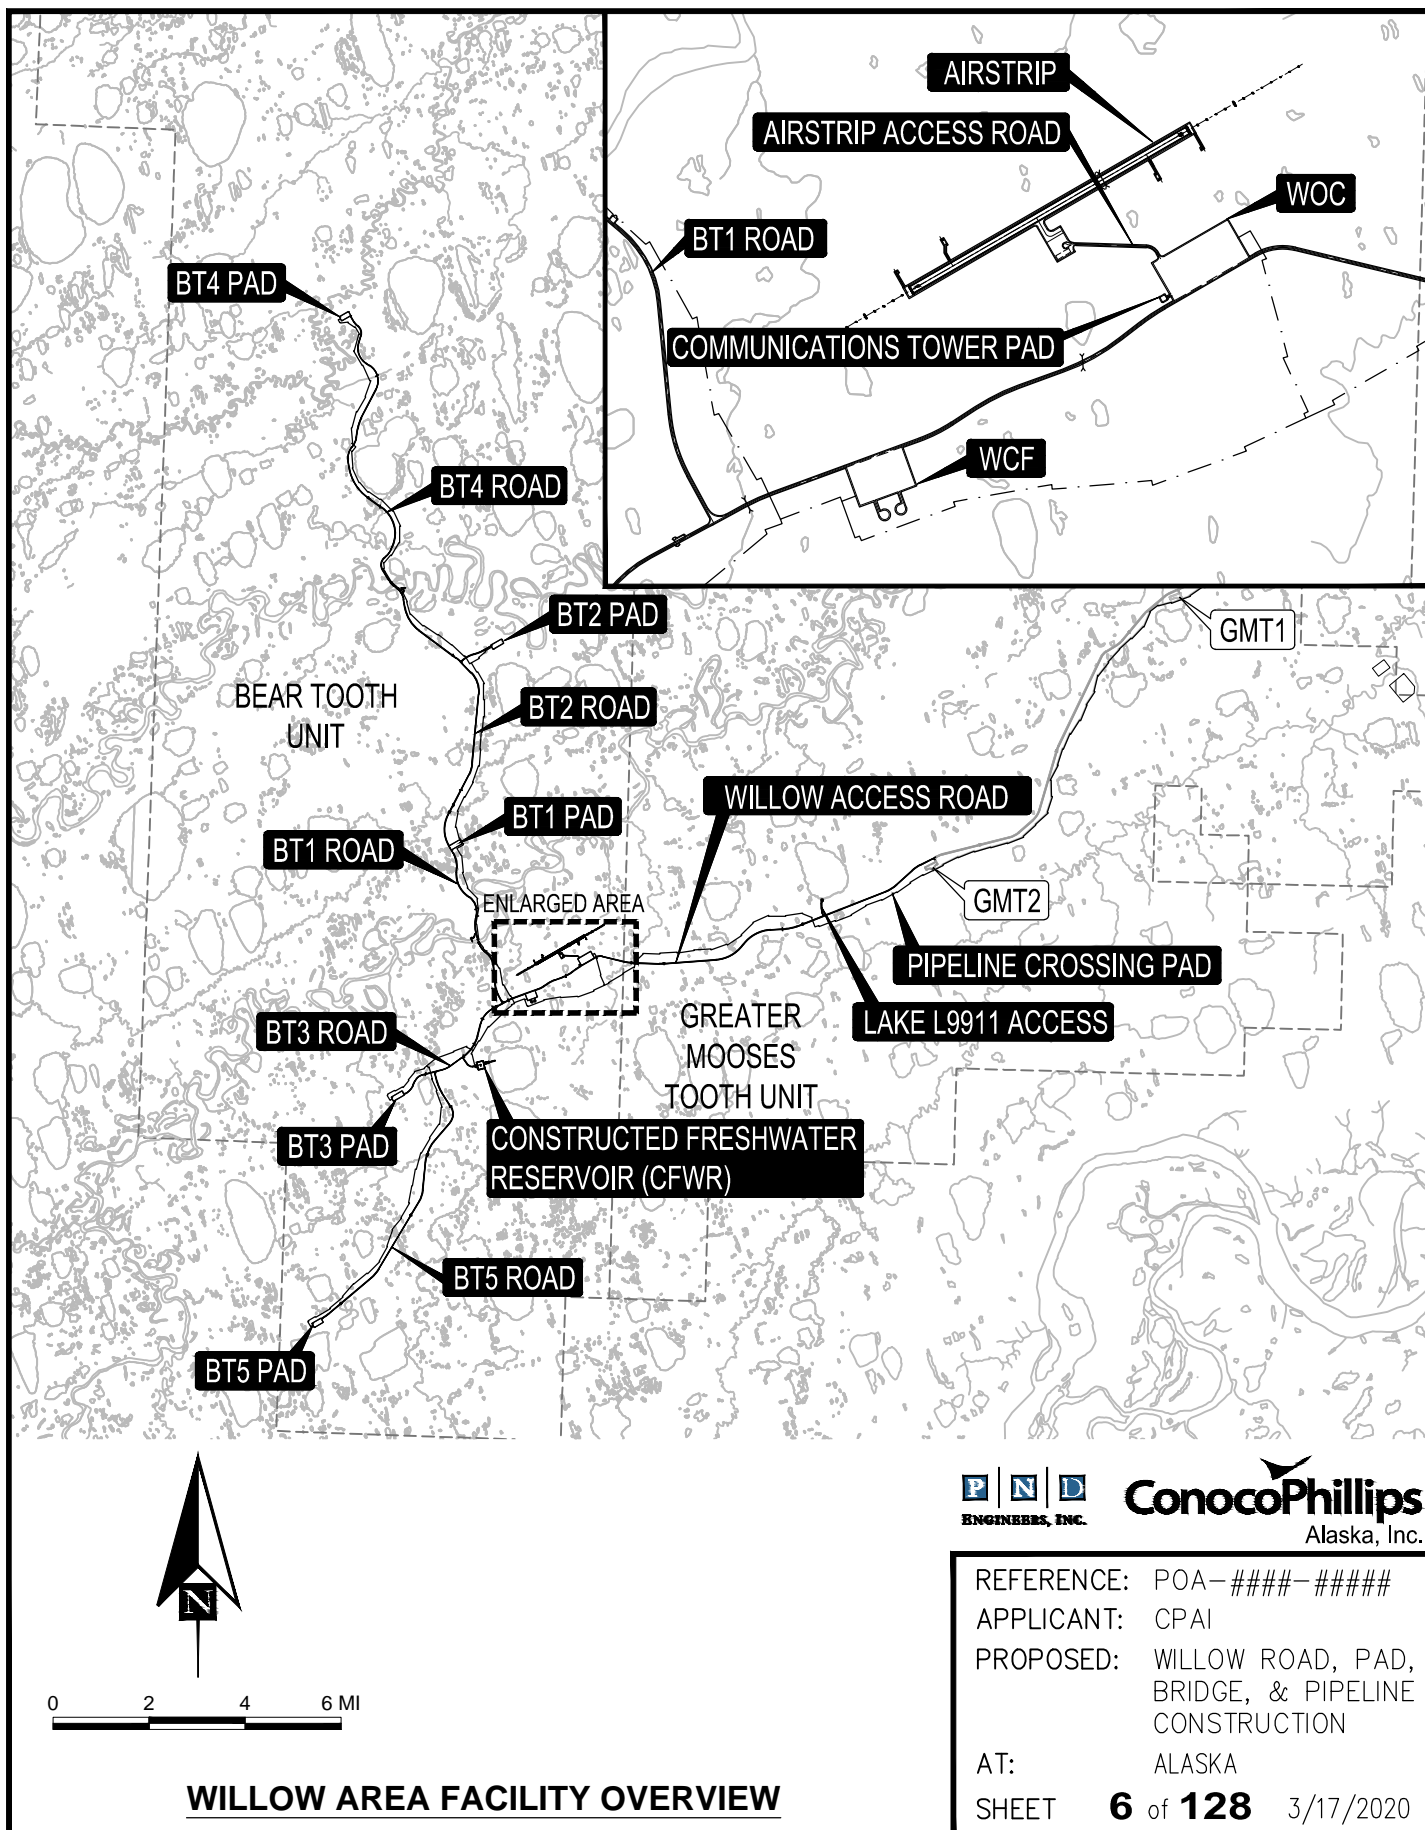 AIRSTRIP
AIRSTRIP ACCESS ROAD
WOC
BT1 ROAD
COMMUNICATIONS TOWER PAD
WCF
BT4 PAD
BT4 ROAD
BT2 PAD
GMT1
BEAR TOOTH
UNIT
BT2 ROAD
WILLOW ACCESS ROAD
BT1 PAD
BT1 ROAD
ENLARGED AREA
GMT2
PIPELINE CROSSING PAD
LAKE L9911 ACCESS
GREATER
MOOSES
TOOTH UNIT
BT3 ROAD
BT3 PAD
CONSTRUCTED FRESHWATER
RESERVOIR (CFWR)
BT5 ROAD
BT5 PAD
N
0 2 4 6 MI
WILLOW AREA FACILITY OVERVIEW
P N D
ENGINEERS, INC.
ConocoPhillips
Alaska, Inc.
REFERENCE: POA-####-#####
APPLICANT: CPAI
PROPOSED: WILLOW ROAD, PAD,
BRIDGE, & PIPELINE
CONSTRUCTION
AT: ALASKA
SHEET 6 of 128 3/17/2020